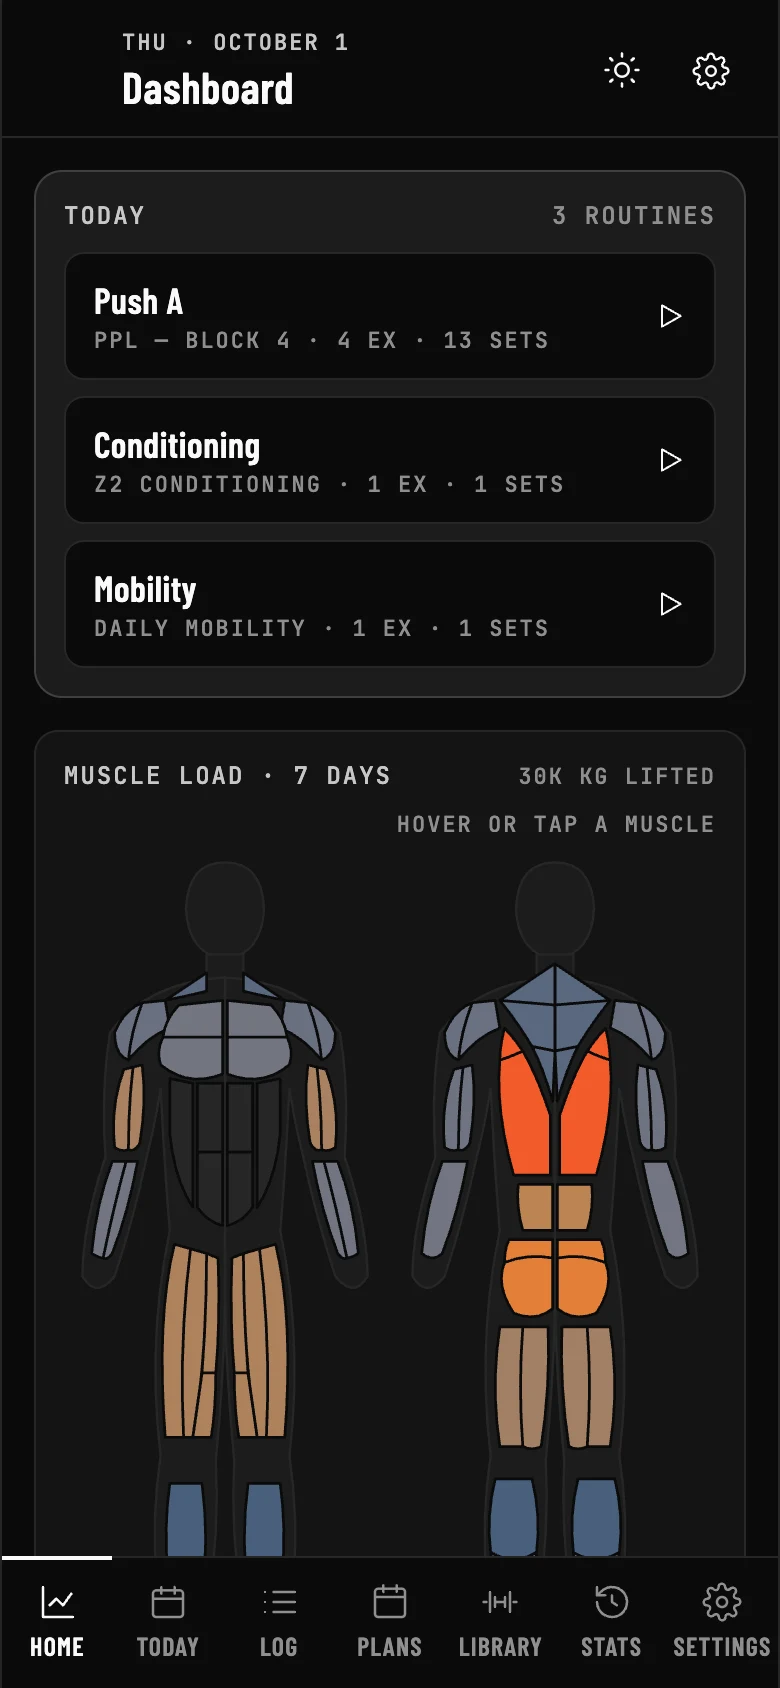 THU · OCTOBER 1
Dashboard
TODAY
3 ROUTINES
Push A
PPL — BLOCK 4 · 4 EX · 13 SETS
Conditioning
Z2 CONDITIONING · 1 EX · 1 SETS
Mobility
DAILY MOBILITY · 1 EX · 1 SETS
MUSCLE LOAD · 7 DAYS
30K KG LIFTED
HOVER OR TAP A MUSCLE
HOME
TODAY
LOG
PLANS
LIBRARY
STATS
SETTINGS